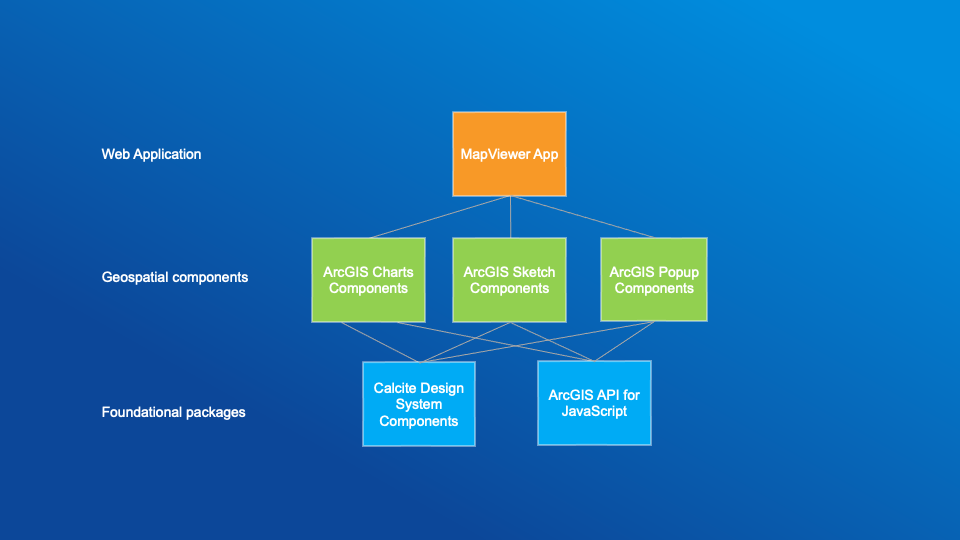 Web Application
MapViewer App
Geospatial components
ArcGIS Charts
Components
ArcGIS Sketch
Components
ArcGIS Popup
Components
Foundational packages
Calcite Design
System
Components
ArcGIS API for
JavaScript